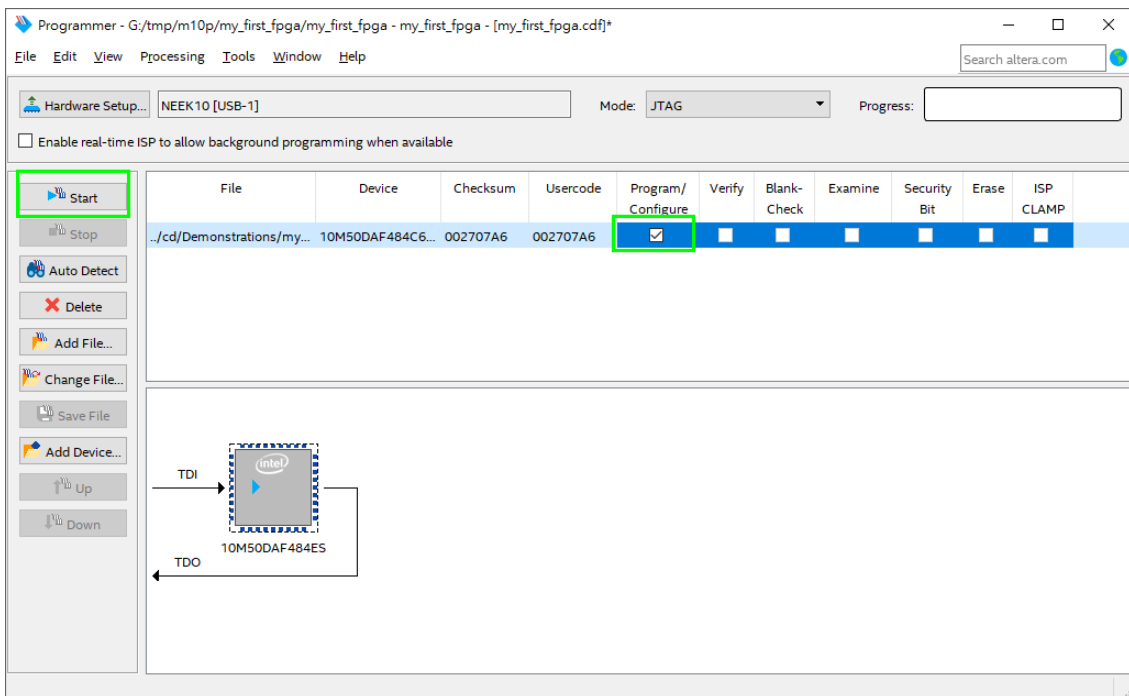 Programmer - G:/tmp/m10p/my_first_fpga/my_first_fpga - my_first_fpga - [my_first_fpga.cdf]*
File Edit View Processing Tools Window Help
Search altera.com
Hardware Setup... NEEK10 [USB-1] Mode: JTAG Progress:
Enable real-time ISP to allow background programming when available
Start
Stop
Auto Detect
Delete
Add File...
Change File...
Save File
Add Device...
Up
Down
File Device Checksum Usercode Program/ Verify Blank- Examine Security Erase ISP
Configure Check Bit CLAMP
../cd/Demonstrations/my... 10M50DAF484C6... 002707A6 002707A6
TDI
intel
10M50DAF484ES
TDO